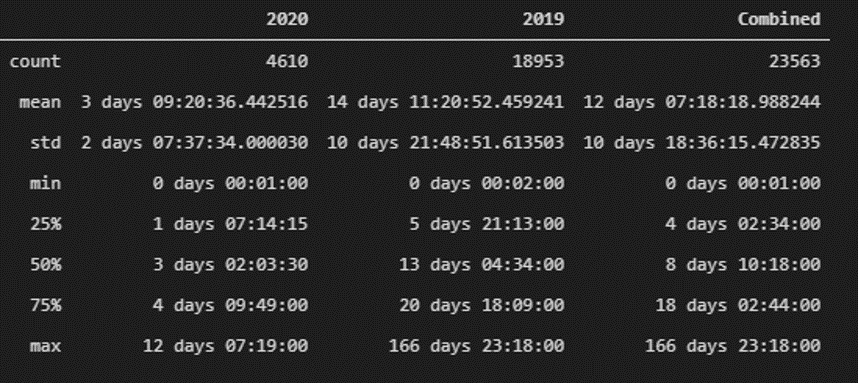 2020 2019 Combined
count 4610 18953 23563
mean 3 days 09:20:36.442516 14 days 11:20:52.459241 12 days 07:18:18.988244
std 2 days 07:37:34.000030 10 days 21:48:51.613503 10 days 18:36:15.472835
min 0 days 00:01:00 0 days 00:02:00 0 days 00:01:00
25% 1 days 07:14:15 5 days 21:13:00 4 days 02:34:00
50% 3 days 02:03:30 13 days 04:34:00 8 days 10:18:00
75% 4 days 09:49:00 20 days 18:09:00 18 days 02:44:00
max 12 days 07:19:00 166 days 23:18:00 166 days 23:18:00